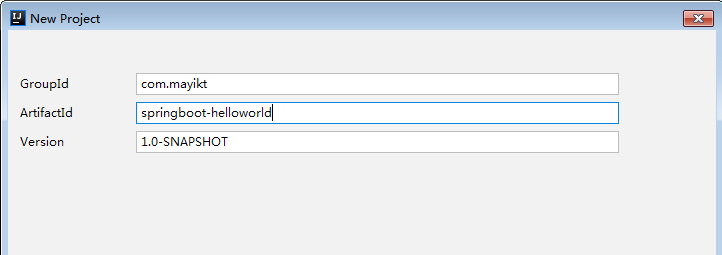 New Project
GroupId com.mayikt
ArtifactId springboot-helloworld
Version 1.0-SNAPSHOT